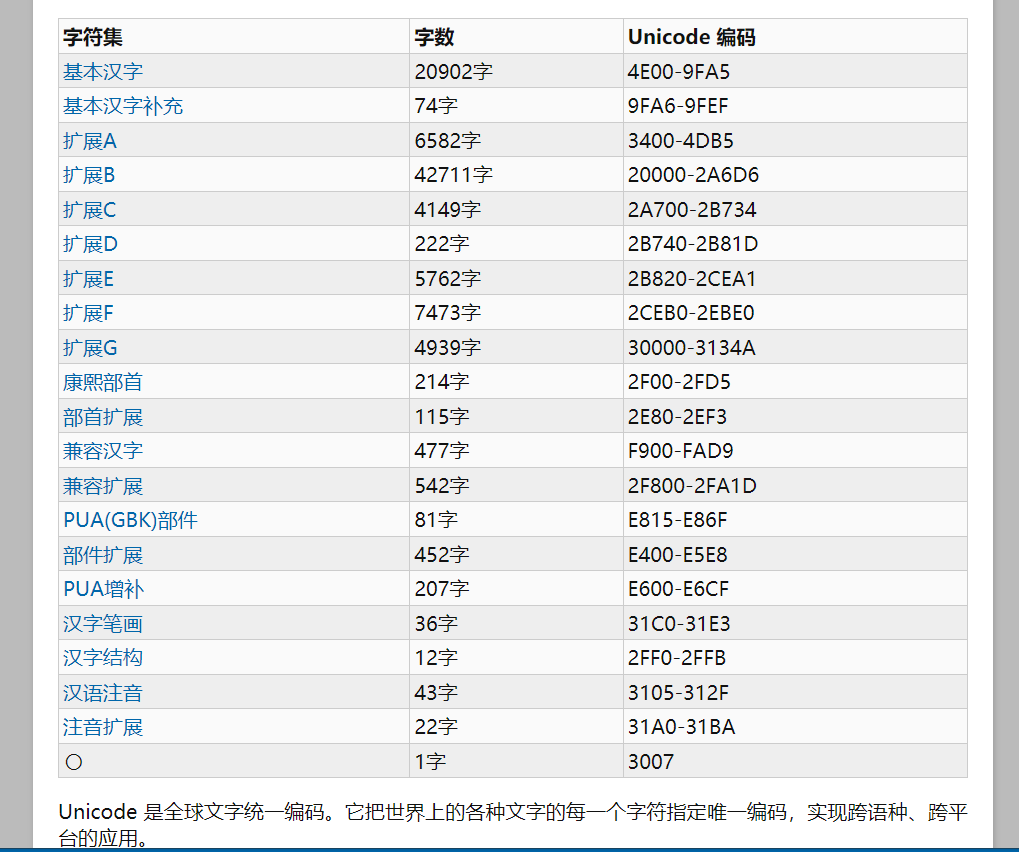 字符集 字数 Unicode 编码
基本汉字 20902字 4E00-9FA5
基本汉字补充 74字 9FA6-9FEF
扩展A 6582字 3400-4DB5
扩展B 42711字 20000-2A6D6
扩展C 4149字 2A700-2B734
扩展D 222字 2B740-2B81D
扩展E 5762字 2B820-2CEA1
扩展F 7473字 2CEB0-2EBE0
扩展G 4939字 30000-3134A
康熙部首 214字 2F00-2FD5
部首扩展 115字 2E80-2EF3
兼容汉字 477字 F900-FAD9
兼容扩展 542字 2F800-2FA1D
PUA(GBK)部件 81字 E815-E86F
部件扩展 452字 E400-E5E8
PUA增补 207字 E600-E6CF
汉字笔画 36字 31C0-31E3
汉字结构 12字 2FF0-2FFB
汉语注音 43字 3105-312F
注音扩展 22字 31A0-31BA
〇 1字 3007
Unicode 是全球文字统一编码。它把世界上的各种文字的每一个字符指定唯一编码，实现跨语种、跨平
台的应用。